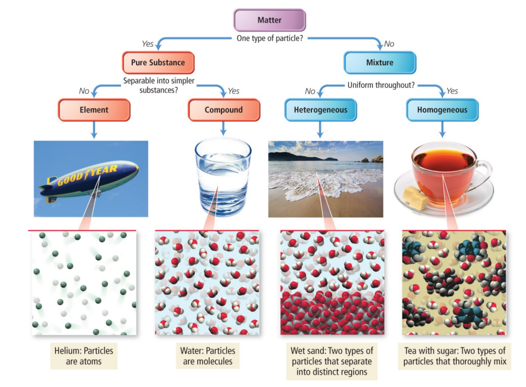 Matter
Yes
One type of particle?
No
Pure Substance
Mixture
No
Separable into simpler
substances?
Yes
No
Uniform throughout?
Yes
Element
Compound
Heterogeneous
Homogeneous
GOODYEAR
Helium: Particles
are atoms
Water: Particles
are molecules
Wet sand: Two types of
particles that separate
into distinct regions
Tea with sugar: Two types of
particles that thoroughly mix